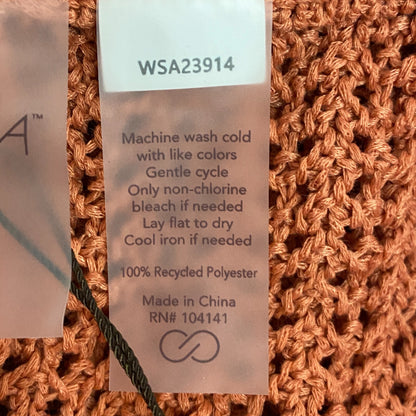 WSA23914
A™
Machine wash cold
with like colors
Gentle cycle
Only non-chlorine
bleach if needed
Lay flat to dry
Cool iron if needed
100% Recycled Polyester
Made in China
RN# 104141